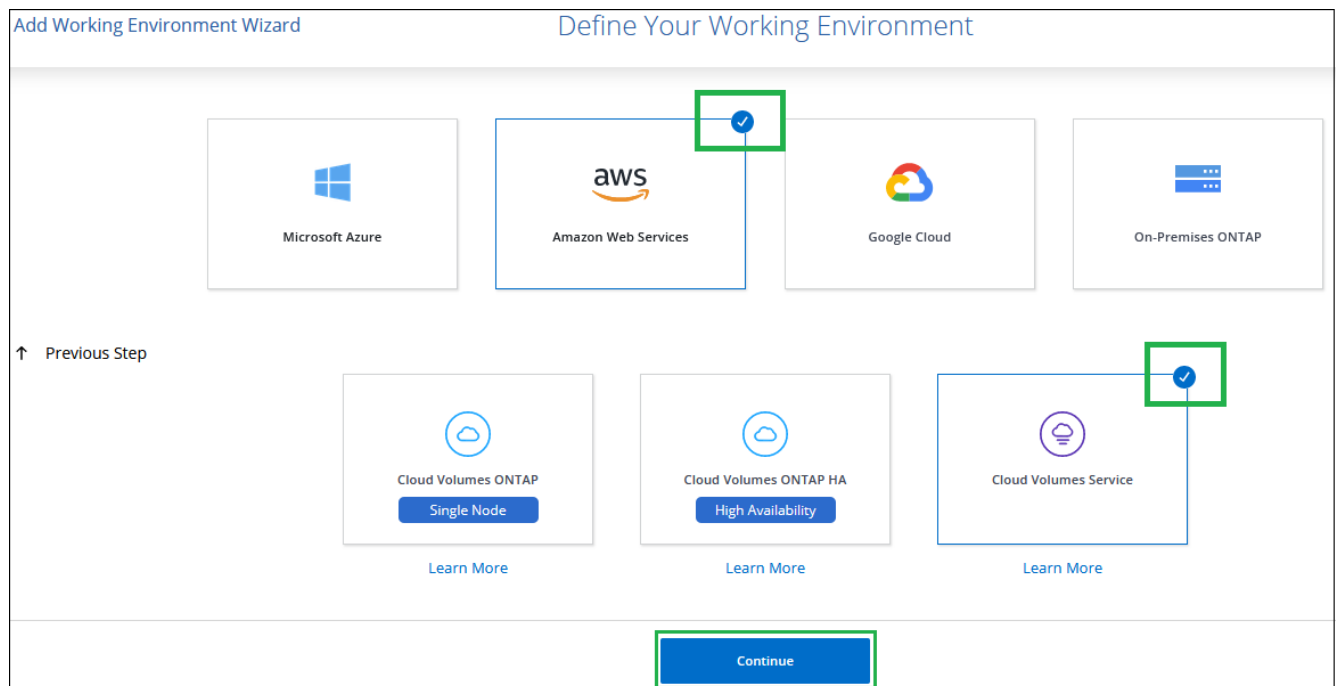 Add Working Environment Wizard
Define Your Working Environment
aws
Microsoft Azure
Amazon Web Services
Google Cloud
On-Premises ONTAP
↑ Previous Step
Cloud Volumes ONTAP
Single Node
Cloud Volumes ONTAP HA
High Availability
Cloud Volumes Service
Learn More
Learn More
Learn More
Continue